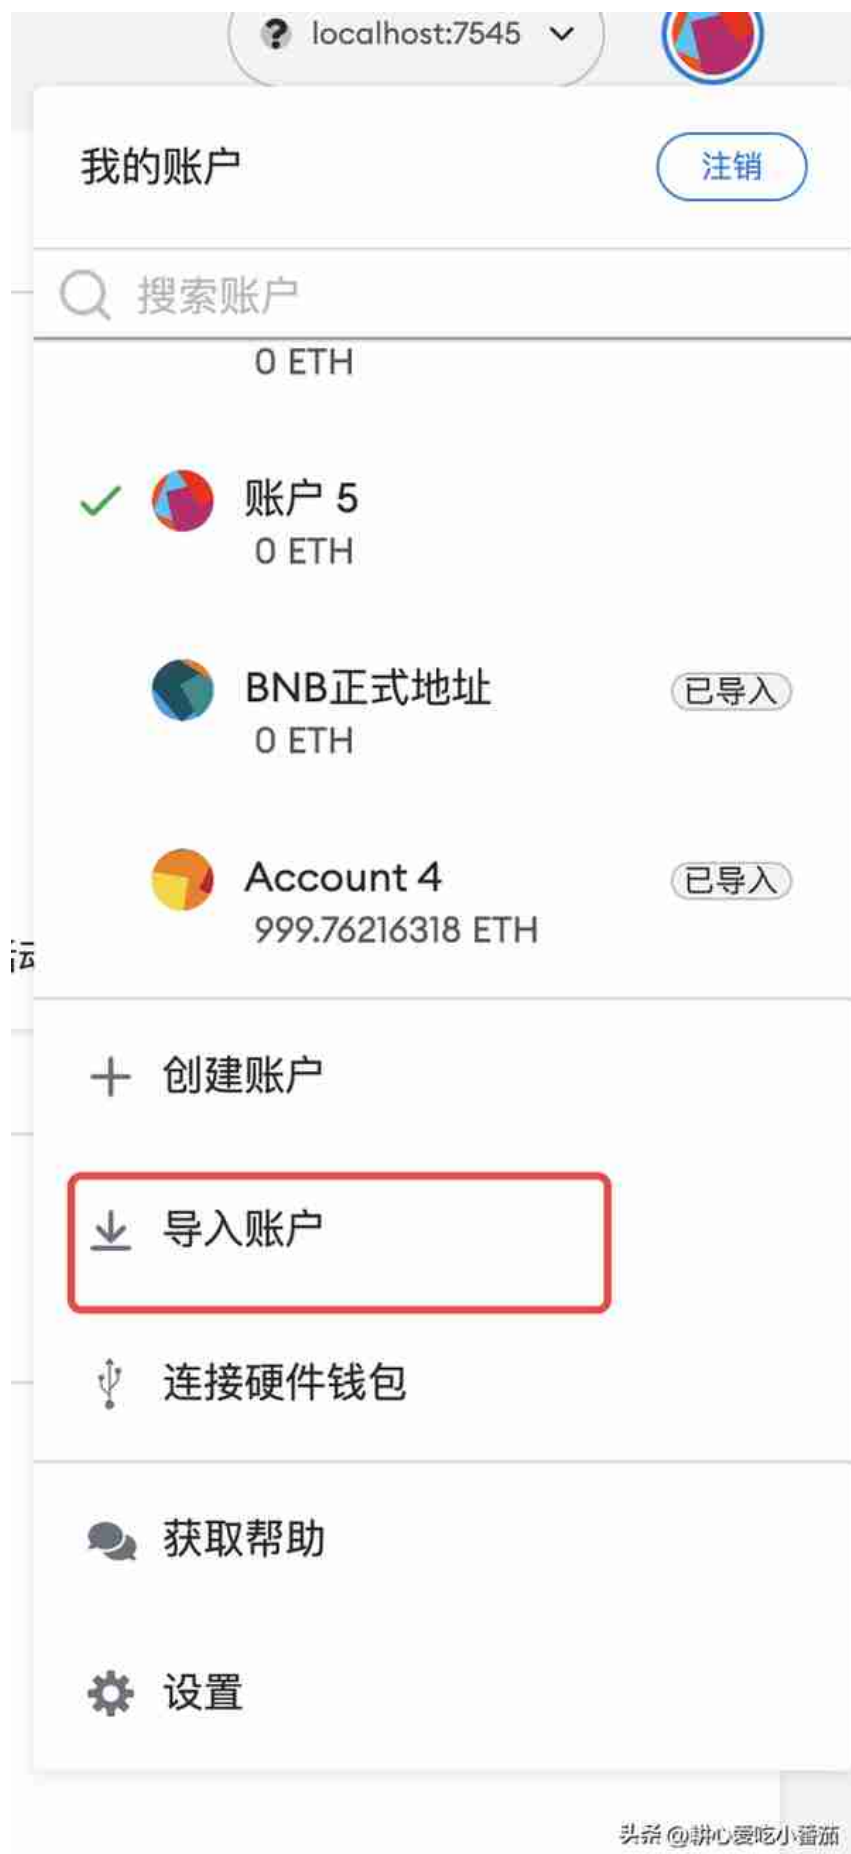 ? localhost:7545
我的账户
注销
搜索账户
0 ETH
账户 5
0 ETH
BNB正式地址
已导入
0 ETH
Account 4
已导入
999.76216318 ETH
创建账户
导入账户
连接硬件钱包
获取帮助
设置
头条 @耕心爱吃小番茄